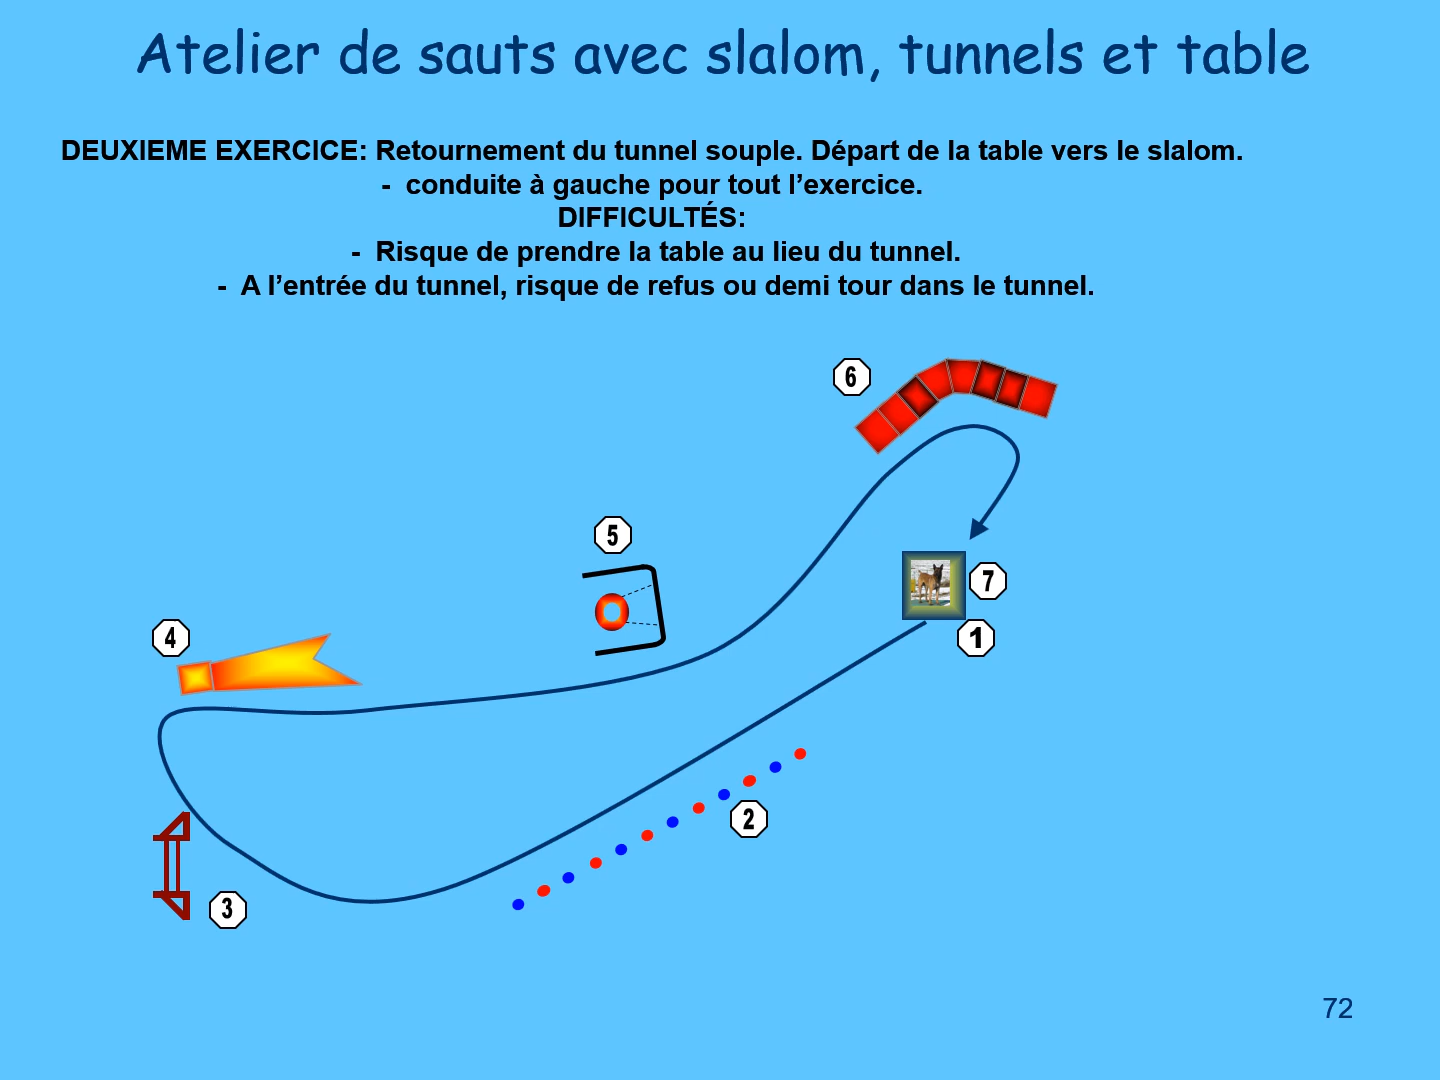 Atelier de sauts avec slalom, tunnels et table
DEUXIEME EXERCICE: Retournement du tunnel souple. Départ de la table vers le slalom.
- conduite à gauche pour tout l’exercice.
DIFFICULTÉS:
- Risque de prendre la table au lieu du tunnel.
- A l’entrée du tunnel, risque de refus ou demi tour dans le tunnel.
6
5
7
4
1
2
3
72